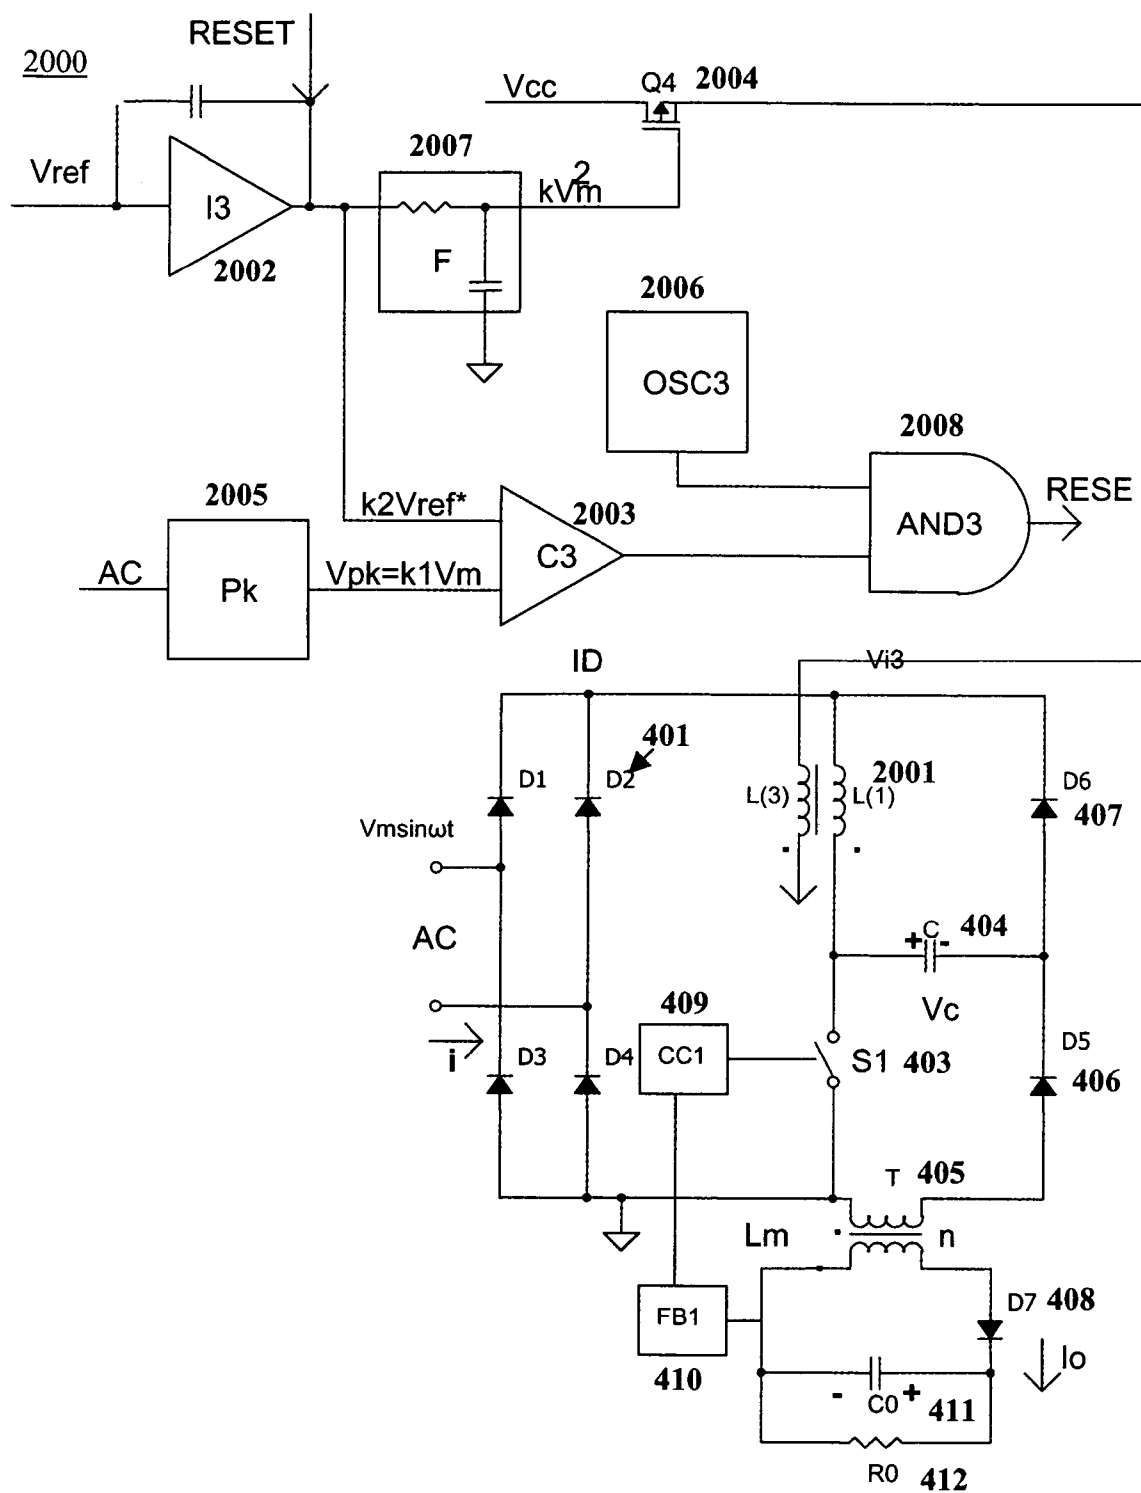 RESET
2000
Vcc
Q4
2004
2007
Vref
I3
2
kVm
F
2002
2006
OSC3
2008
2005
k2Vref*
2003
AND3
RESE
AC
Pk
Vpk=k1Vm
C3
ID
Vi3
401
D1
D2
L(3)
L(1)
2001
D6
407
Vmsinωt
AC
+
C
-
404
Vc
i
D3
D4
409
CC1
S1
403
D5
406
T
405
Lm
n
FB1
410
D7
408
Io
-
C0
+
411
R0
412